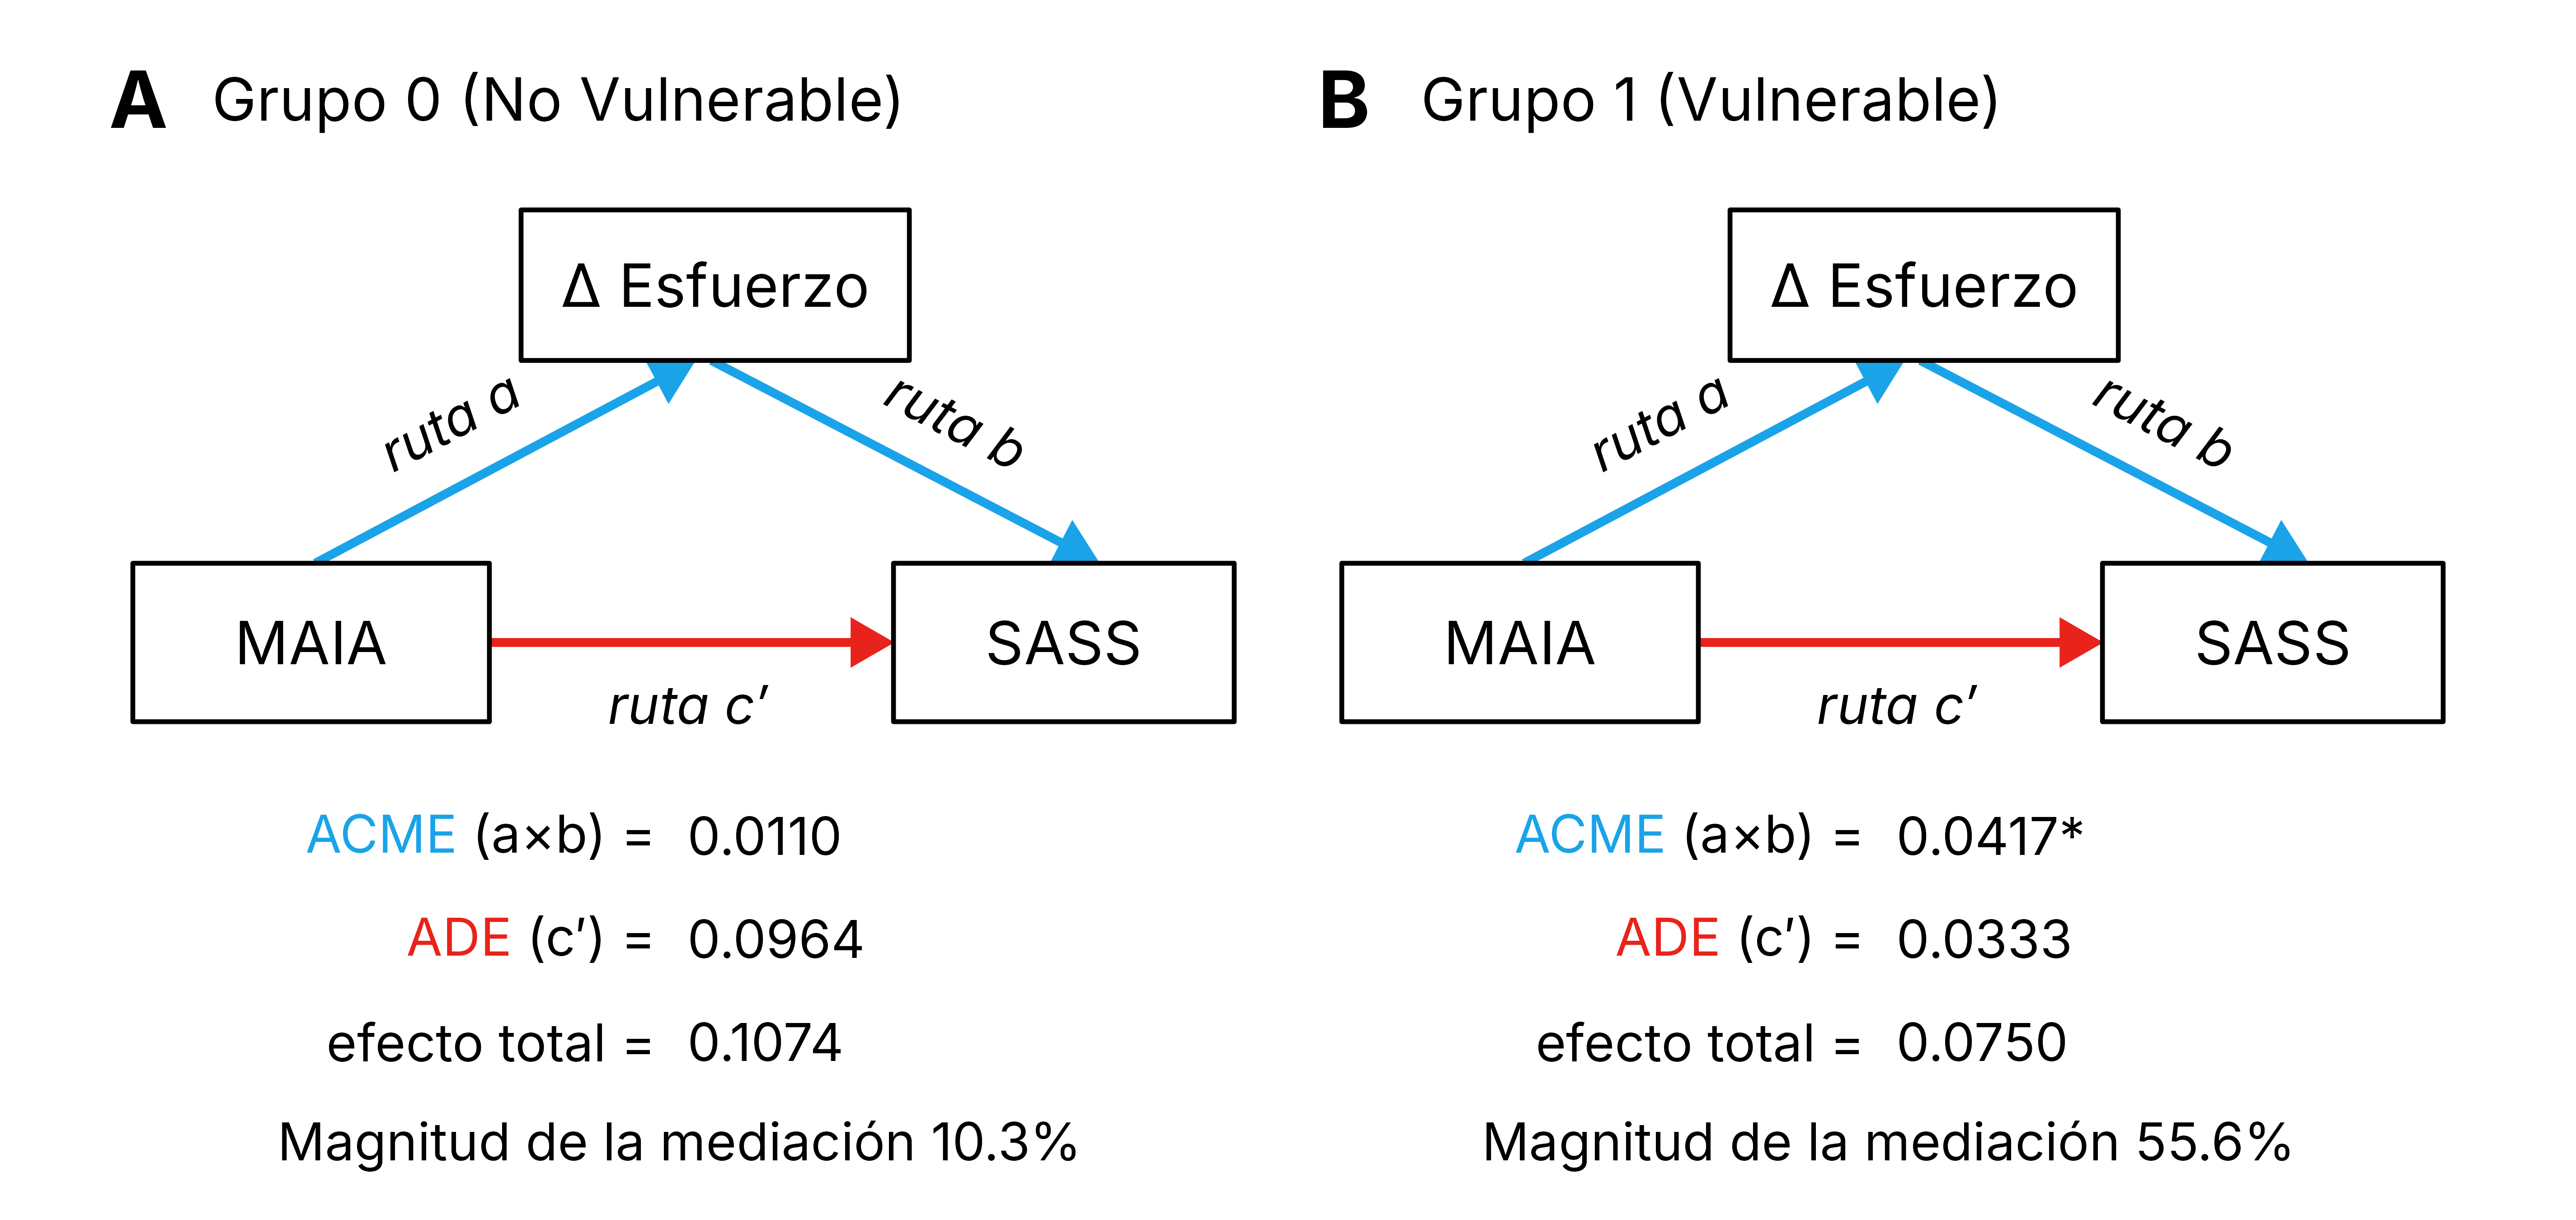 A Grupo 0 (No Vulnerable)
Δ Esfuerzo
ruta a
ruta b
MAIA
SASS
ruta c′
ACME (a×b) = 0.0110
ADE (c′) = 0.0964
efecto total = 0.1074
Magnitud de la mediación 10.3%
B Grupo 1 (Vulnerable)
Δ Esfuerzo
ruta a
ruta b
MAIA
SASS
ruta c′
ACME (a×b) = 0.0417*
ADE (c′) = 0.0333
efecto total = 0.0750
Magnitud de la mediación 55.6%